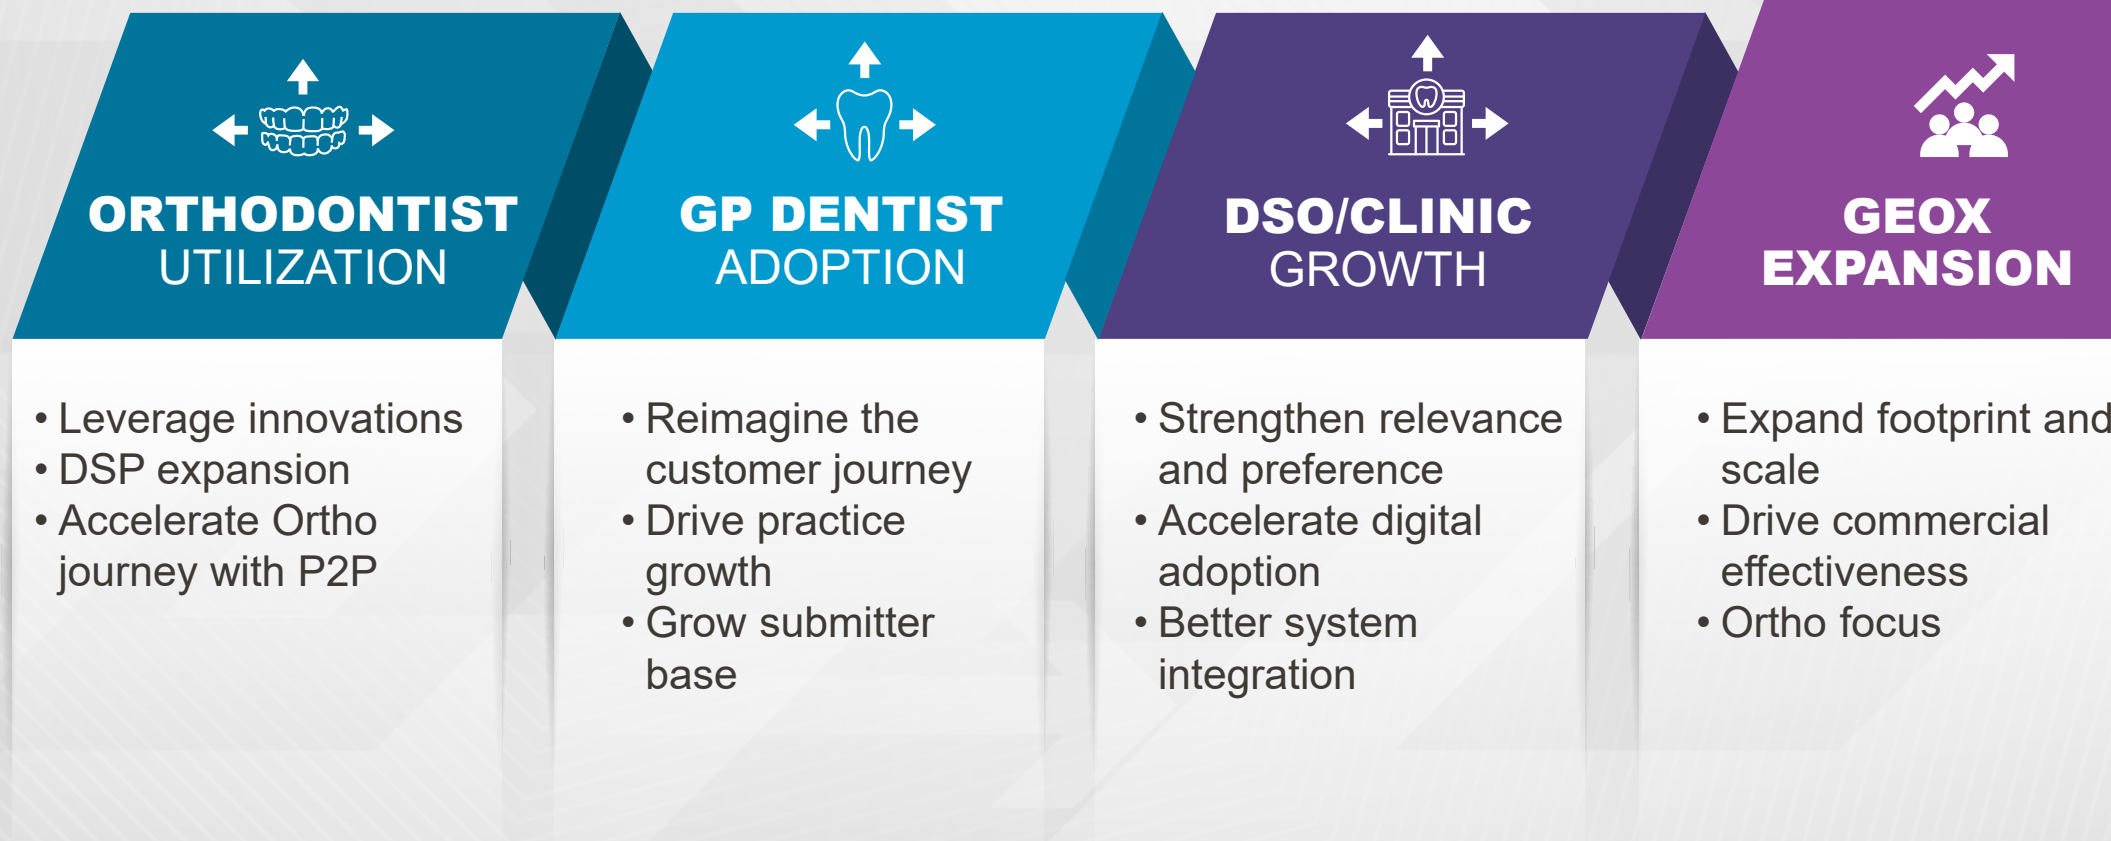 ORTHODONTIST
UTILIZATION
• Leverage innovations
• DSP expansion
• Accelerate Ortho
journey with P2P
GP DENTIST
ADOPTION
• Reimagine the
customer journey
• Drive practice
growth
• Grow submitter
base
DSO/CLINIC
GROWTH
• Strengthen relevance
and preference
• Accelerate digital
adoption
• Better system
integration
GEOX
EXPANSION
• Expand footprint and
scale
• Drive commercial
effectiveness
• Ortho focus